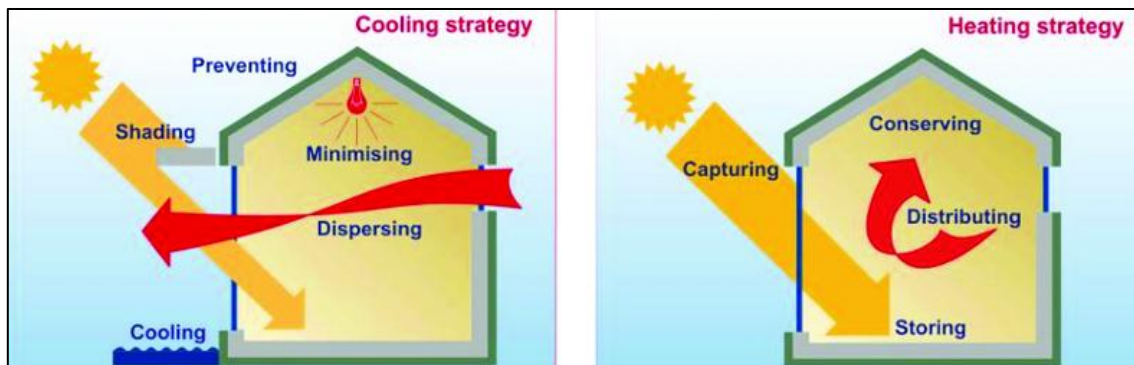 Cooling strategy
Preventing
Shading
Minimising
Dispersing
Cooling
Heating strategy
Conserving
Capturing
Distributing
Storing